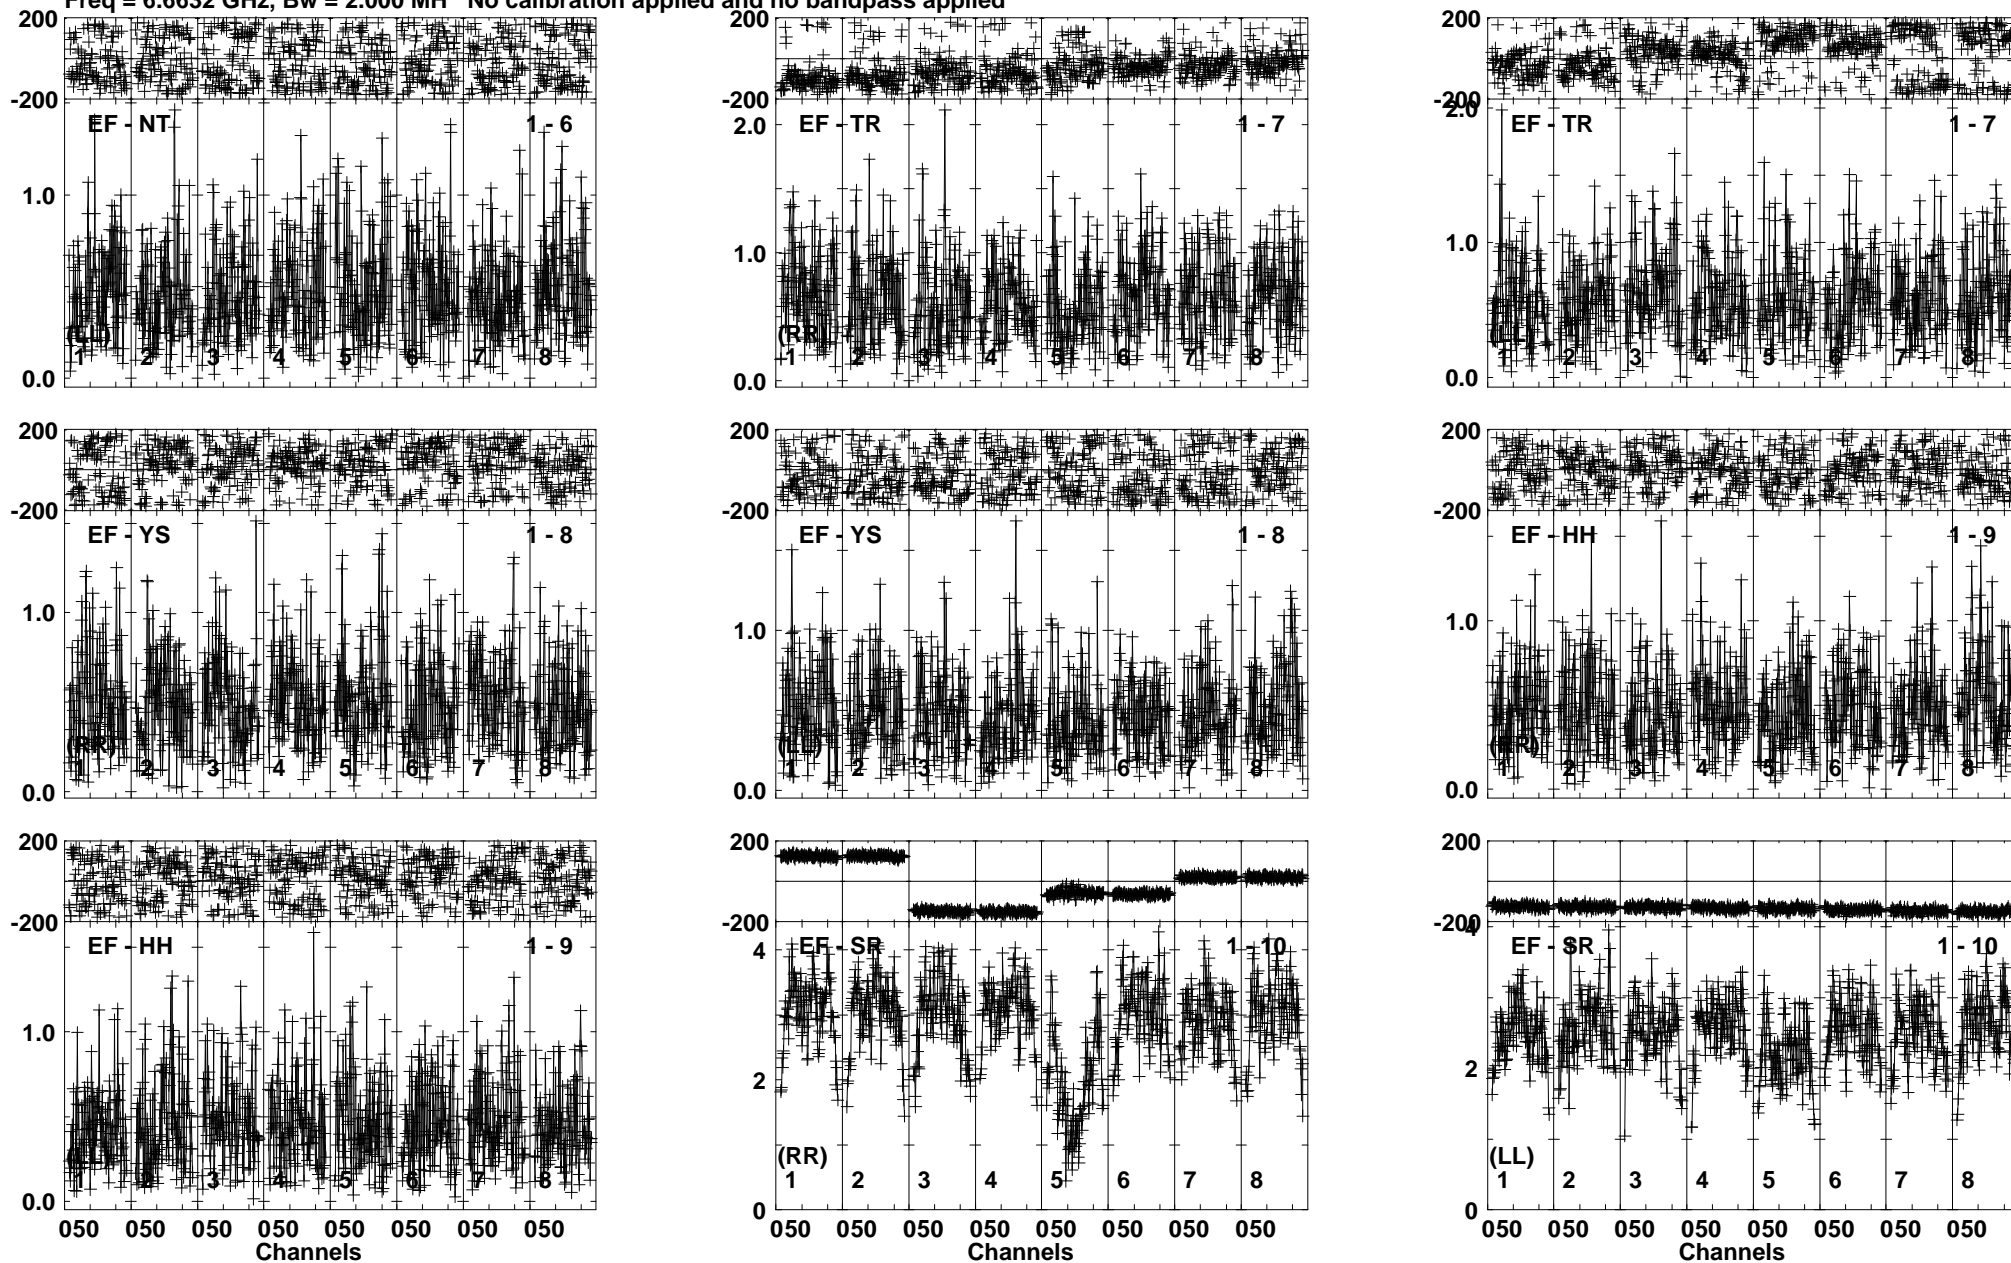 Freq = 6.6632 GHz, Bw = 2.000 MH No calibration applied and no bandpass applied
200
-200
EF - NT 1 - 6
1.0
(LL)
1 2 3 4 5 6 7 8
0.0
200
-200
2.0
EF - TR 1 - 7
1.0
(RR)
1 2 3 4 5 6 7 8
0.0
200
-200
2.0
EF - TR 1 - 7
1.0
(LL)
1 2 3 4 5 6 7 8
0.0
200
-200
EF - YS 1 - 8
1.0
(RR)
1 2 3 4 5 6 7 8
0.0
200
-200
EF - YS 1 - 8
1.0
(LL)
1 2 3 4 5 6 7 8
0.0
200
-200
EF - HH 1 - 9
1.0
(RR)
1 2 3 4 5 6 7 8
0.0
200
-200
EF - HH 1 - 9
1.0
(LL)
1 2 3 4 5 6 7 8
0.0
050 050 050 050 050 050 050 050
Channels
200
-200
4
EF - SR 1 - 10
2
(RR)
1 2 3 4 5 6 7 8
0
050 050 050 050 050 050 050 050
Channels
200
-200
4
EF - SR 1 - 10
2
(LL)
1 2 3 4 5 6 7 8
0
050 050 050 050 050 050 050 050
Channels